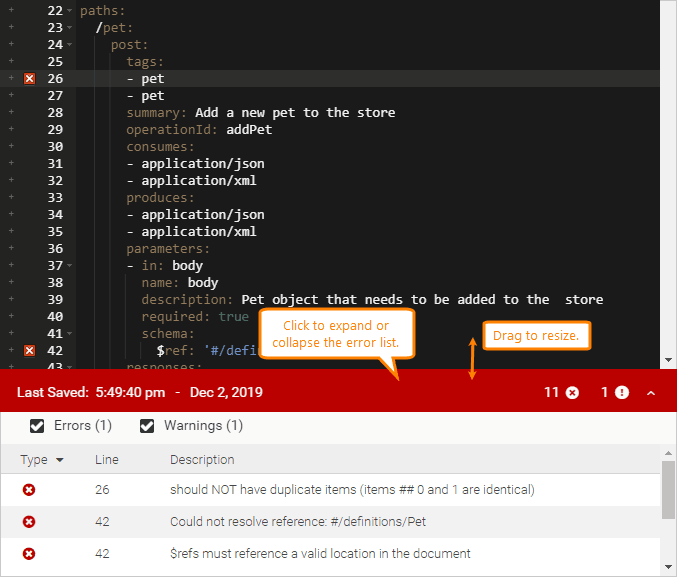 22 paths:
23 /pet:
24 post:
25 tags:
26 - pet
27 - pet
28 summary: Add a new pet to the store
29 operationId: addPet
30 consumes:
31 - application/json
32 - application/xml
33 produces:
34 - application/json
35 - application/xml
36 parameters:
37 - in: body
38 name: body
39 description: Pet object that needs to be added to the  store
40 required: true
41 schema:
42 $ref: '#/defin
43 responses:
Click to expand or
collapse the error list.
Drag to resize.
Last Saved: 5:49:40 pm - Dec 2, 2019 11 1
Errors (1) Warnings (1)
Type Line Description
26 should NOT have duplicate items (items ## 0 and 1 are identical)
42 Could not resolve reference: #/definitions/Pet
42 $refs must reference a valid location in the document